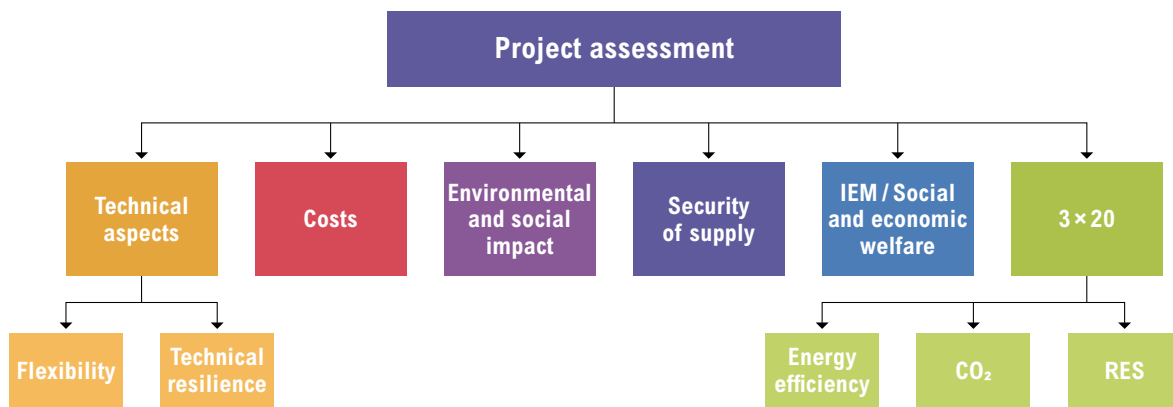 Project assessment
Technical
aspects
Costs
Environmental
and social
impact
Security
of supply
IEM / Social
and economic
welfare
3 × 20
Flexibility
Technical
resilience
Energy
efficiency
CO₂
RES